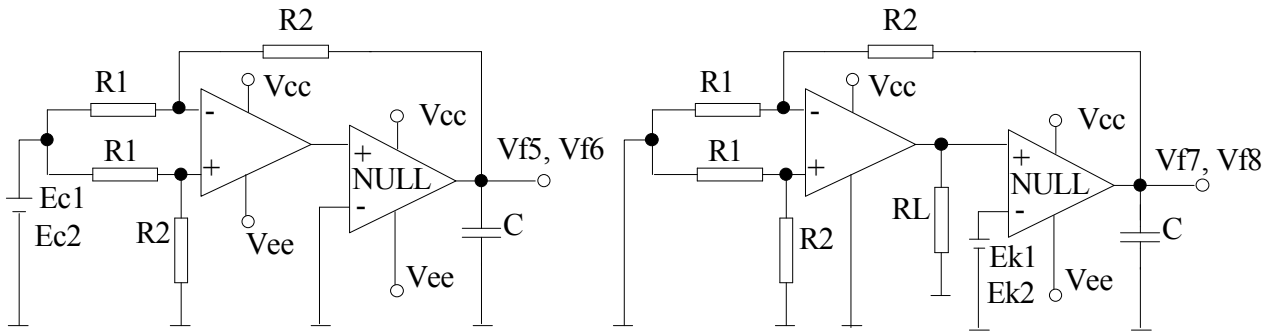 R2
R1
Vcc
-
Vcc
R1
+
+
NULL
-
Vf5, Vf6
Ec1
Ec2
R2
Vee
C
Vee
R2
R1
Vcc
-
Vcc
R1
+
+
NULL
-
Vf7, Vf8
R2
RL
Ek1
Ek2
Vee
C